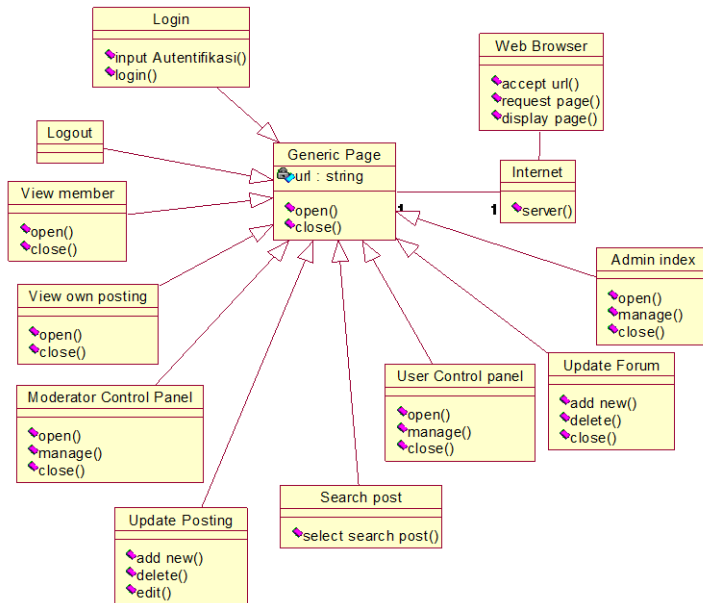 Login
input Autentifikasi()
login()
Web Browser
accept url()
request page()
display page()
Logout
Generic Page
url : string
open()
close()
Internet
server()
1
1
View member
open()
close()
Admin index
open()
manage()
close()
View own posting
open()
close()
Moderator Control Panel
open()
manage()
close()
User Control panel
open()
manage()
close()
Update Forum
add new()
delete()
close()
Update Posting
add new()
delete()
edit()
Search post
select search post()